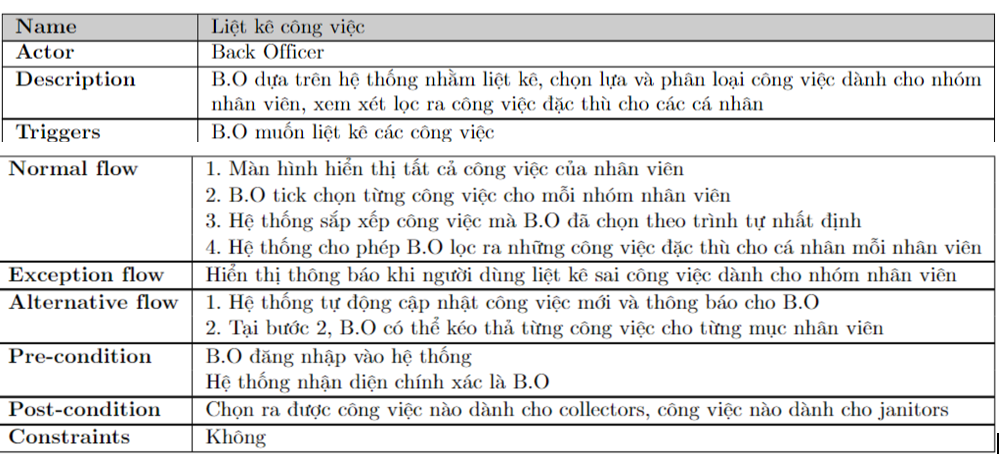 Name Liệt kê công việc
Actor Back Officer
Description B.O dựa trên hệ thống nhằm liệt kê, chọn lựa và phân loại công việc dành cho nhóm
nhân viên, xem xét lọc ra công việc đặc thù cho các cá nhân
Triggers B.O muốn liệt kê các công việc
Normal flow 1. Màn hình hiển thị tất cả công việc của nhân viên
2. B.O tick chọn từng công việc cho mỗi nhóm nhân viên
3. Hệ thống sắp xếp công việc mà B.O đã chọn theo trình tự nhất định
4. Hệ thống cho phép B.O lọc ra những công việc đặc thù cho cá nhân mỗi nhân viên
Exception flow Hiển thị thông báo khi người dùng liệt kê sai công việc dành cho nhóm nhân viên
Alternative flow 1. Hệ thống tự động cập nhật công việc mới và thông báo cho B.O
2. Tại bước 2, B.O có thể kéo thả từng công việc cho từng mục nhân viên
Pre-condition B.O đăng nhập vào hệ thống
Hệ thống nhận diện chính xác là B.O
Post-condition Chọn ra được công việc nào dành cho collectors, công việc nào dành cho janitors
Constraints Không